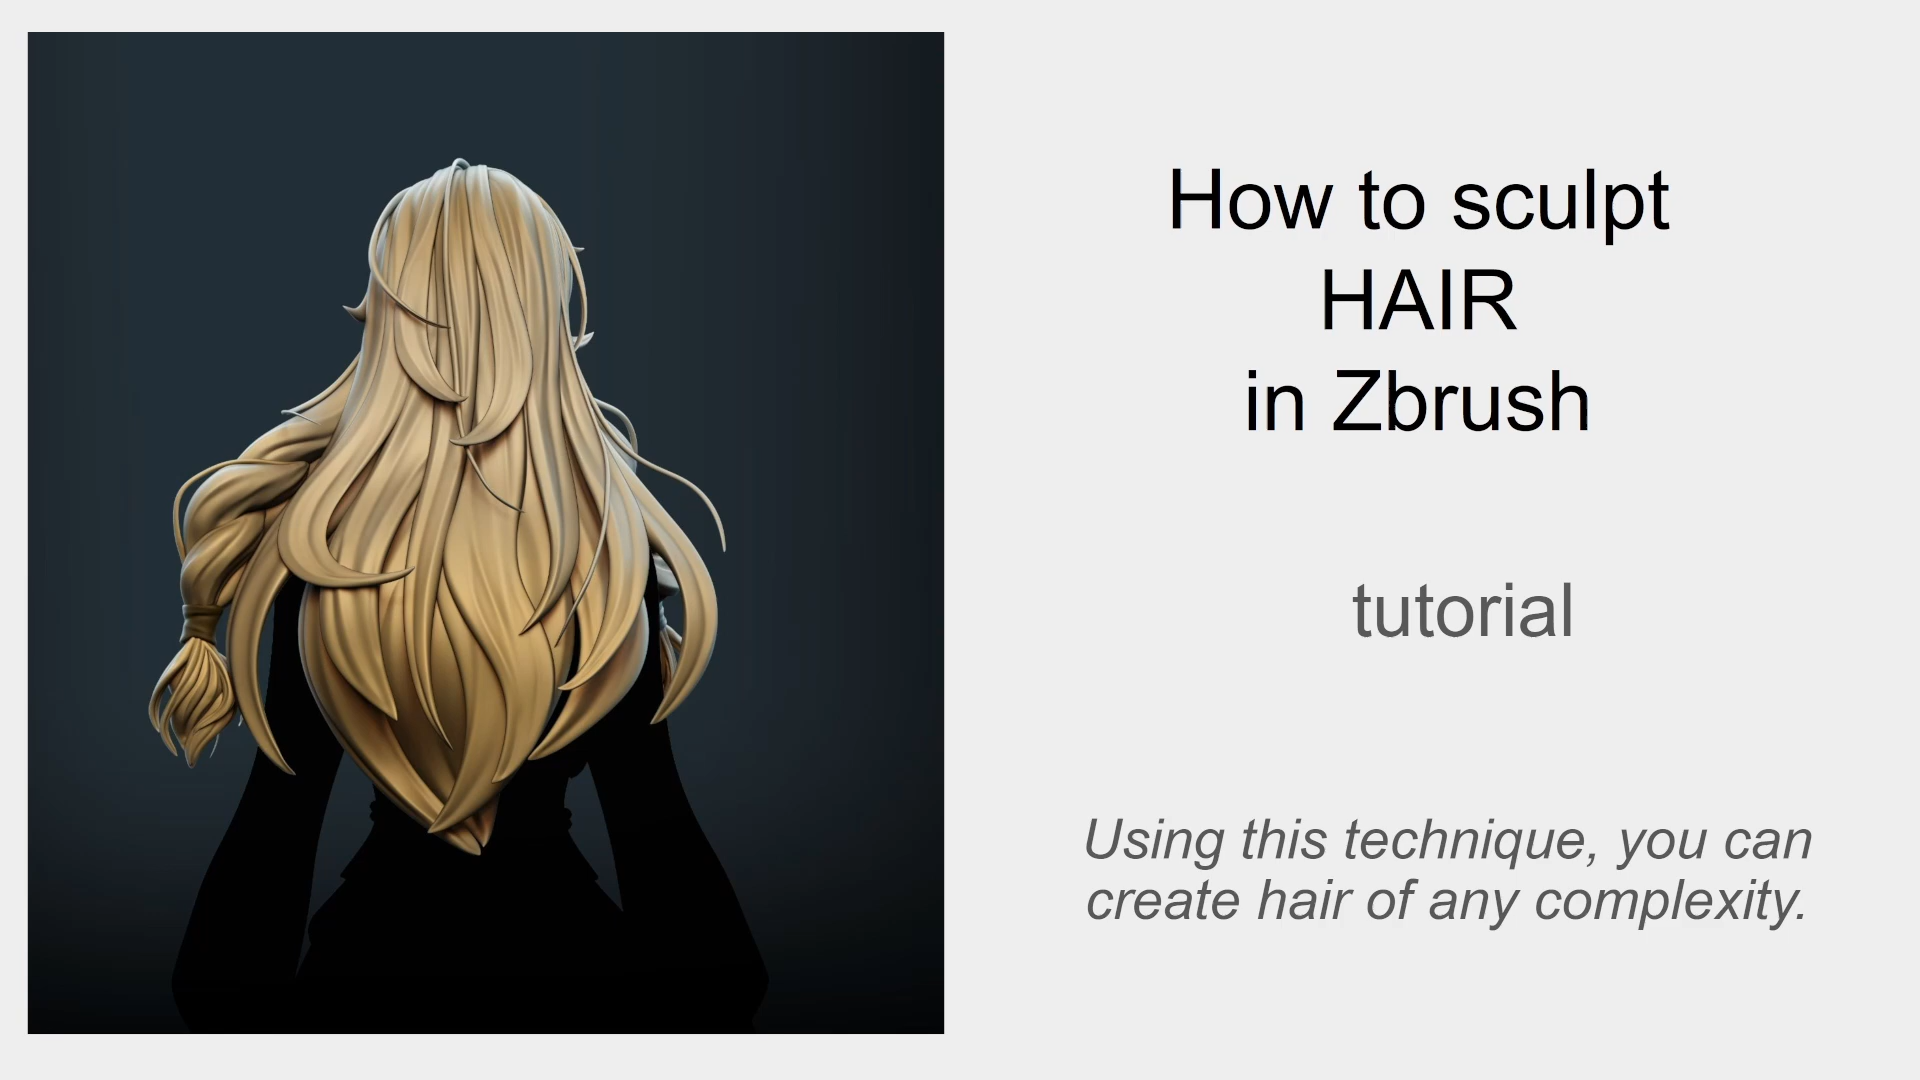 How to sculpt
HAIR
in Zbrush
tutorial
Using this technique, you can
create hair of any complexity.